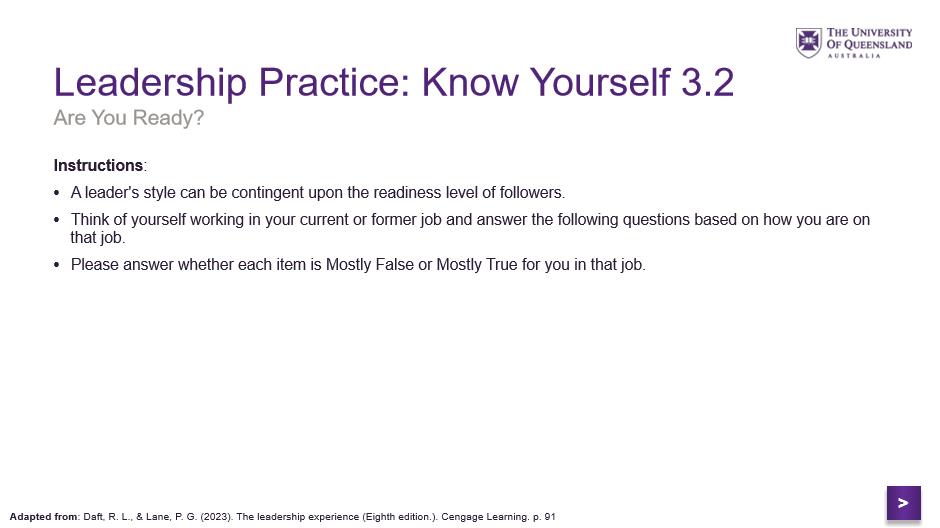 THE UNIVERSITY
OF QUEENSLAND
AUSTRALIA
Leadership Practice: Know Yourself 3.2
Are You Ready?
Instructions:
• A leader's style can be contingent upon the readiness level of followers.
• Think of yourself working in your current or former job and answer the following questions based on how you are on
that job.
• Please answer whether each item is Mostly False or Mostly True for you in that job.
>
Adapted from: Daft, R. L., & Lane, P. G. (2023). The leadership experience (Eighth edition.). Cengage Learning. p. 91